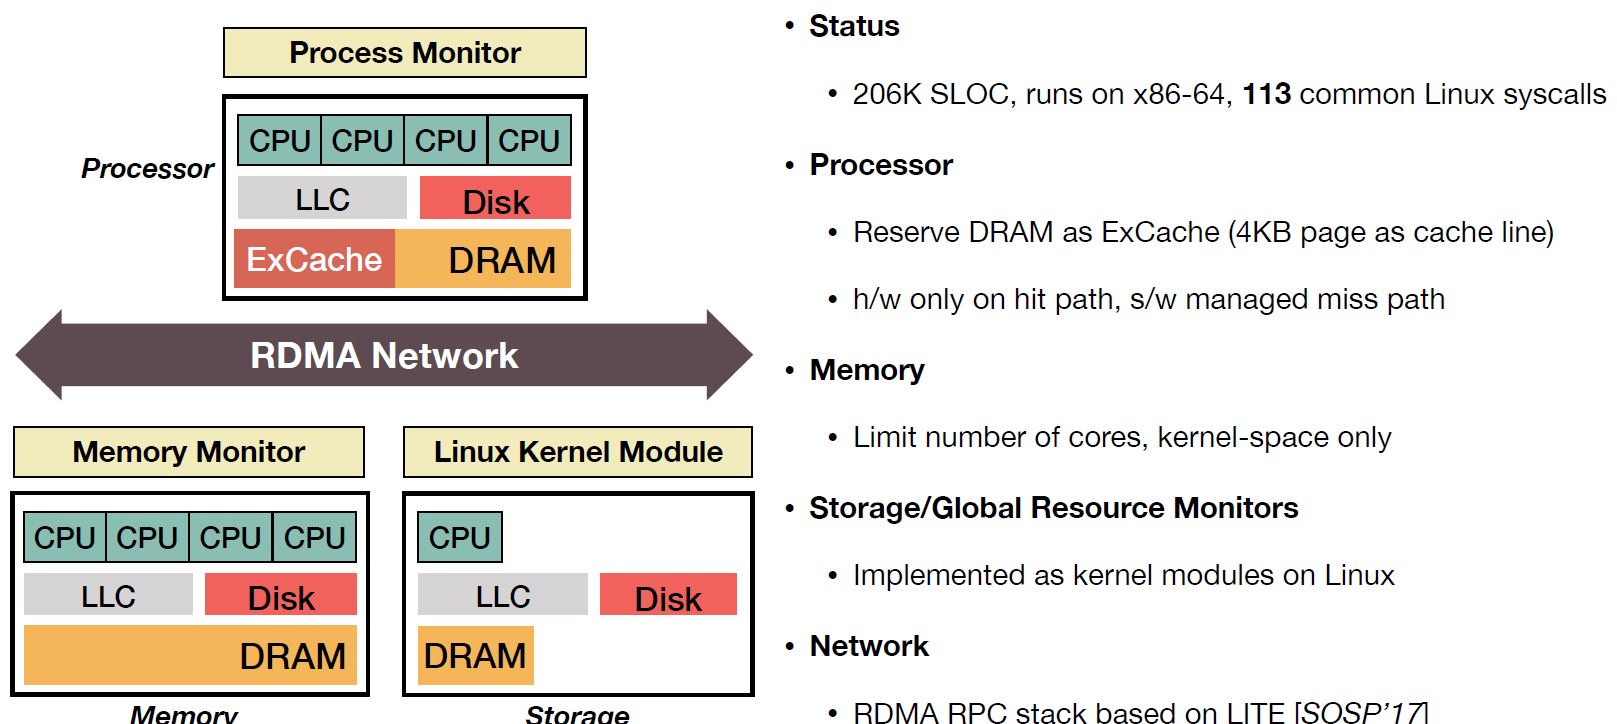 Process Monitor
Processor
CPU CPU CPU CPU
LLC Disk
ExCache DRAM
RDMA Network
Memory Monitor
CPU CPU CPU CPU
LLC Disk
DRAM
Memory
Linux Kernel Module
CPU
LLC Disk
DRAM
Storage
• Status
• 206K SLOC, runs on x86-64, 113 common Linux syscalls
• Processor
• Reserve DRAM as ExCache (4KB page as cache line)
• h/w only on hit path, s/w managed miss path
• Memory
• Limit number of cores, kernel-space only
• Storage/Global Resource Monitors
• Implemented as kernel modules on Linux
• Network
• RDMA RPC stack based on LITE [SOSP'17]